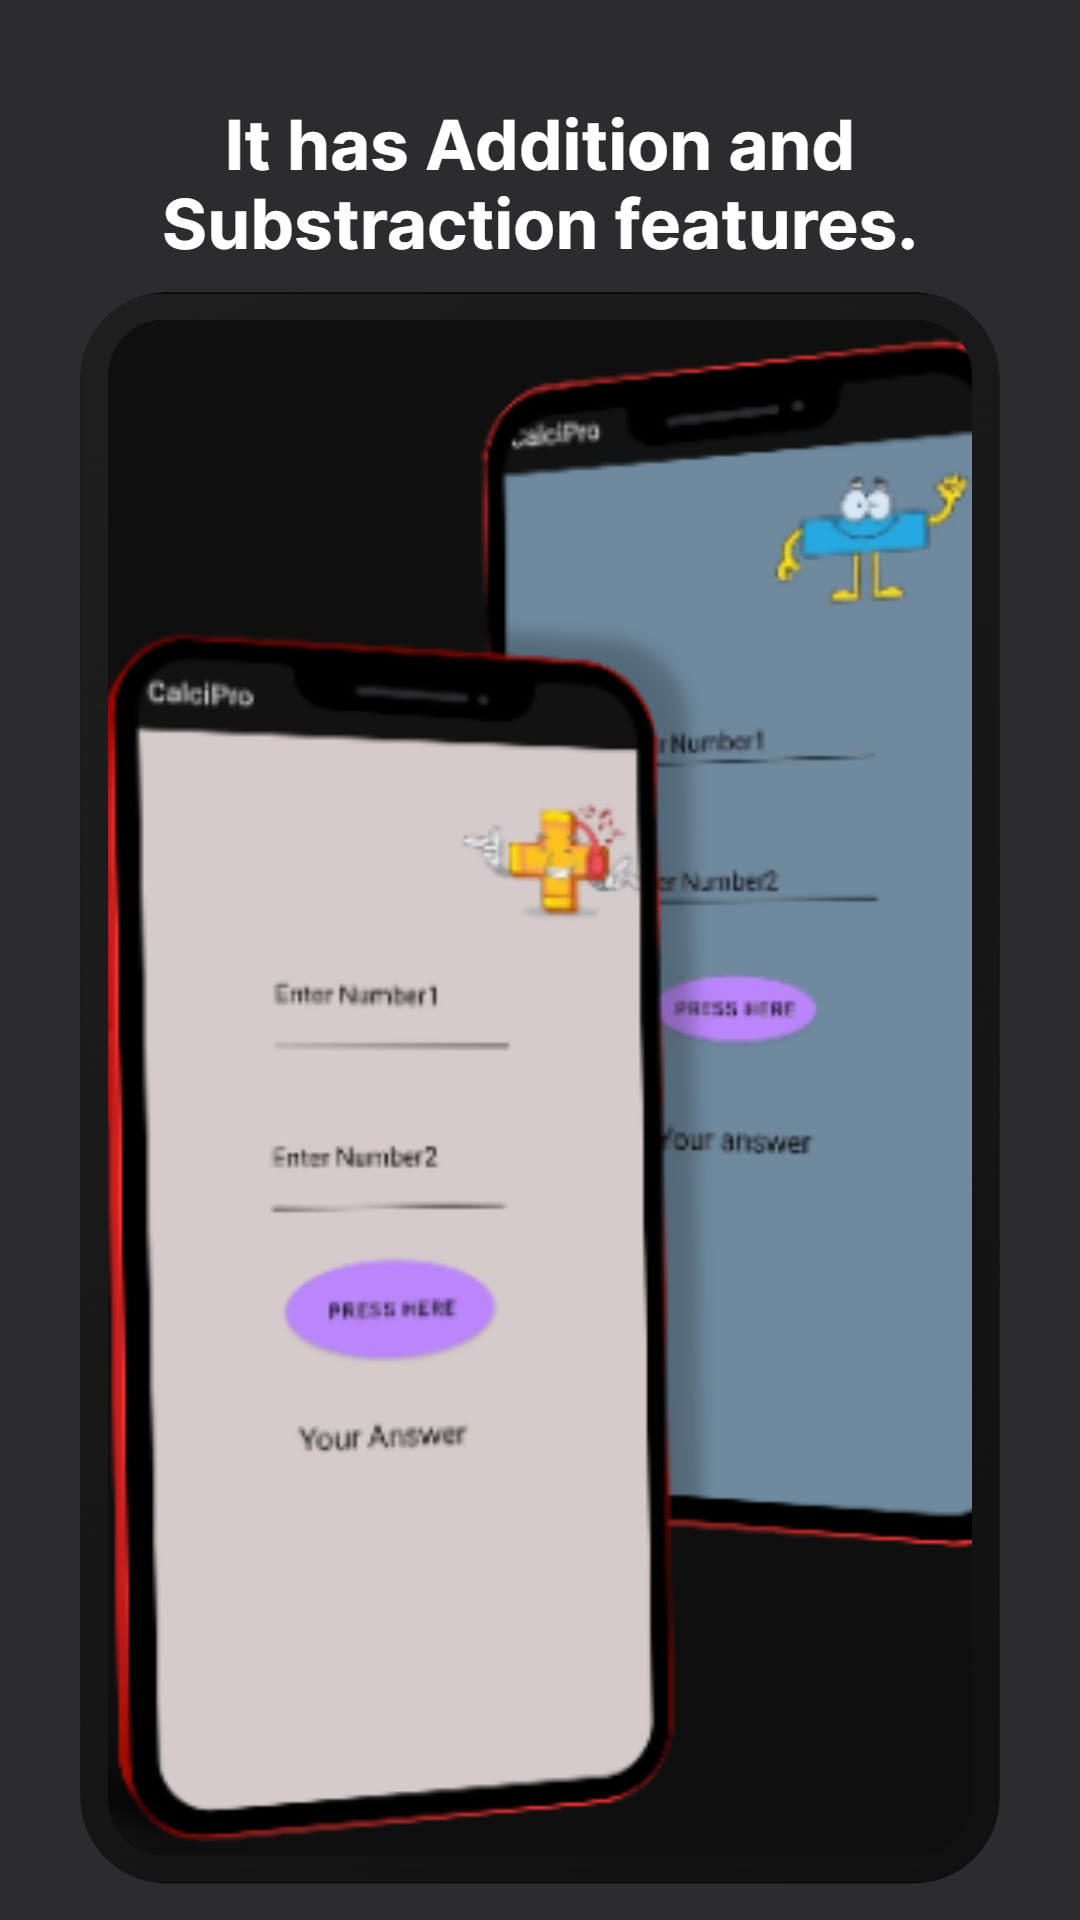 It has Addition and
Substraction features.
CalciPro
Number1
Number2
PRESS HERE
Your answer
CalciPro
Enter Number1
Enter Number2
PRESS HERE
Your Answer